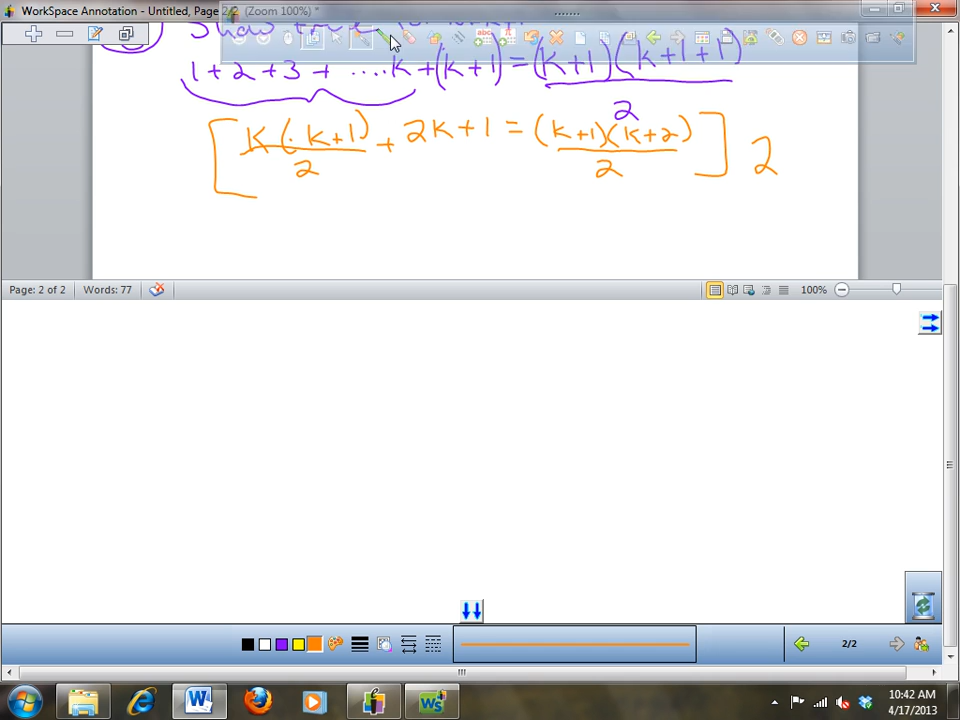 WorkSpace Annotation - Untitled, Page 2/2 (Zoom 100%) *
1+2+3+ ....k+(k+1)=(k+1)(k+1+1)
2
[K(k+1)+2k+1=(k+1)(k+2)] 2
2 2
Page: 2 of 2 Words: 77 100%
2/2
10:42 AM
4/17/2013